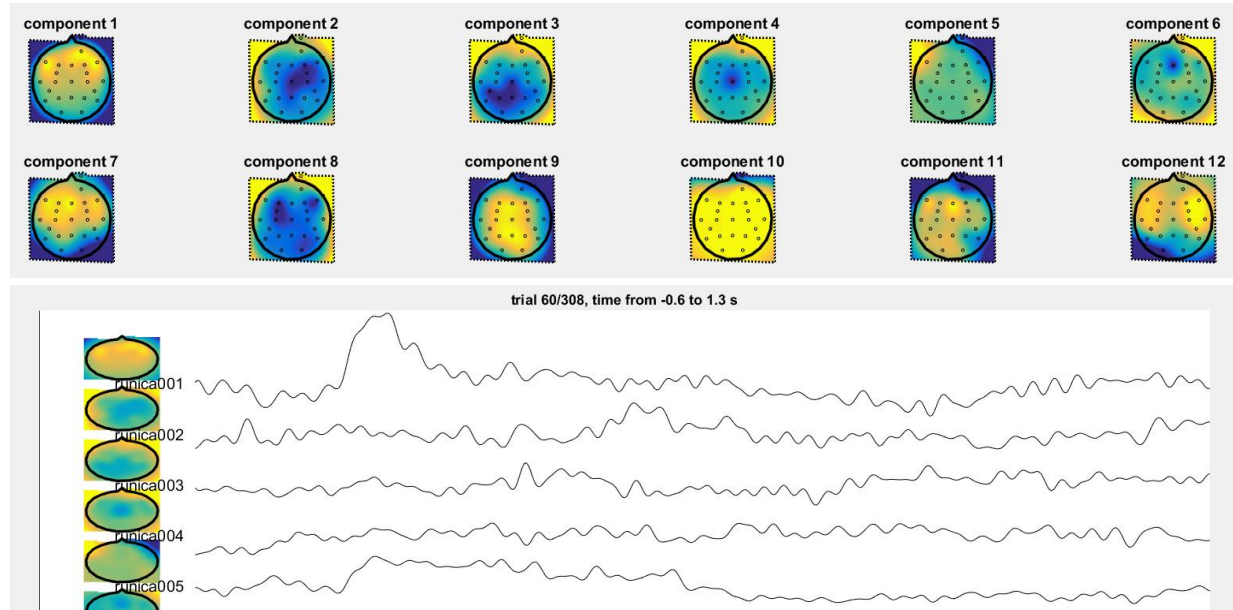 component 1 component 2 component 3 component 4 component 5 component 6
component 7 component 8 component 9 component 10 component 11 component 12
trial 60/308, time from -0.6 to 1.3 s
runica001
runica002
runica003
runica004
runica005